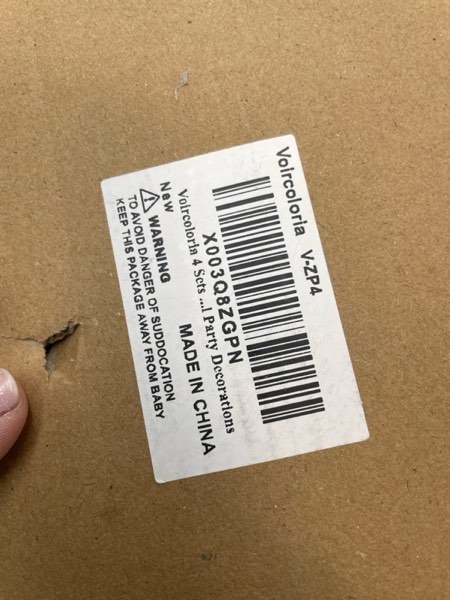 Voircoloria V-ZP4
X003Q8ZGPN
Voircoloria 4 Sets ...l Party Decorations
New MADE IN CHINA
WARNING
TO AVOID DANGER OF SUDDOCATION
KEEP THIS PACKAGE AWAY FROM BABY